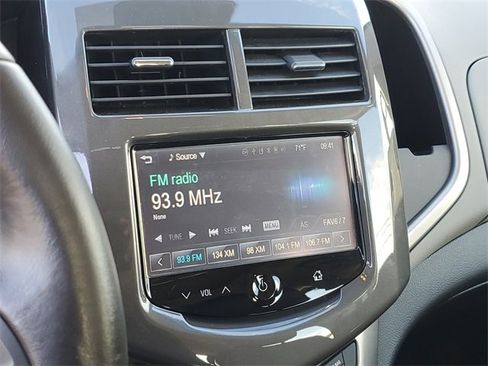 ♪ Source ▼ 71°F 09:41
FM radio
93.9 MHz
None
◀ TUNE ▶ |◀◀ SEEK ▶▶| MENU AS FAV6 / 7
< 93.9 FM 134 XM 98 XM 104.1 FM 106.7 FM >
∨ VOL ∧